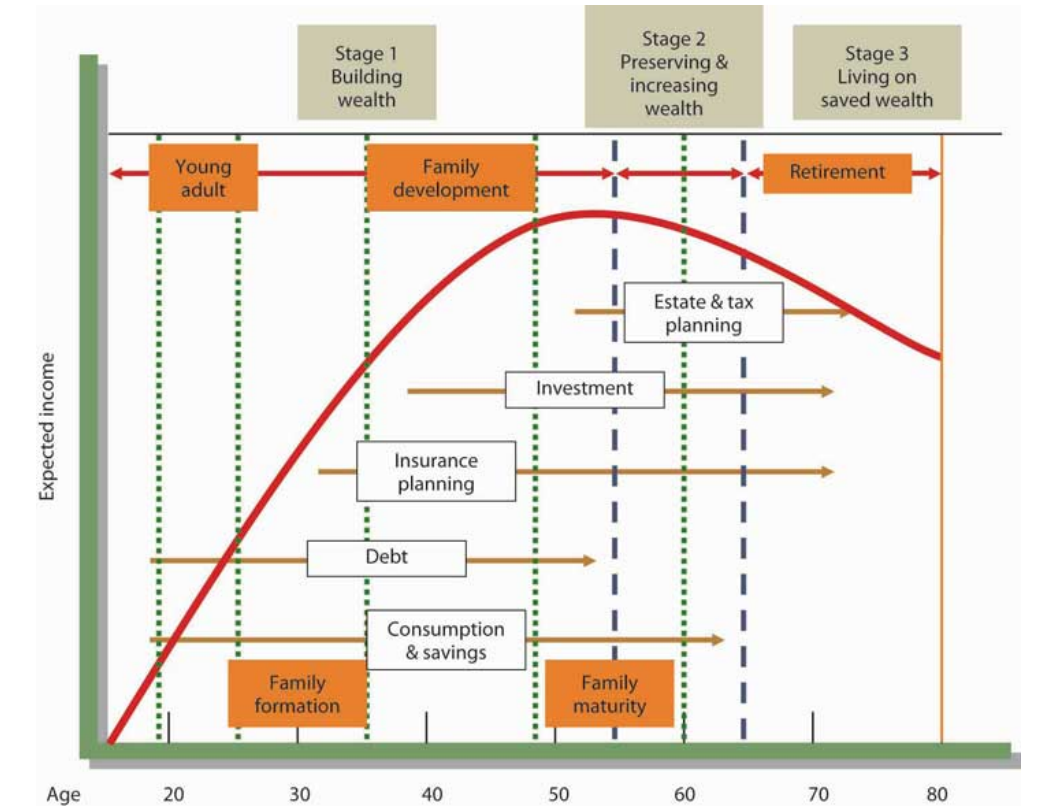 Stage 1
Building
wealth
Stage 2
Preserving &
increasing
wealth
Stage 3
Living on
saved wealth
Young
adult
Family
development
Retirement
Estate & tax
planning
Investment
Insurance
planning
Debt
Consumption
& savings
Family
formation
Family
maturity
Expected income
Age 20 30 40 50 60 70 80